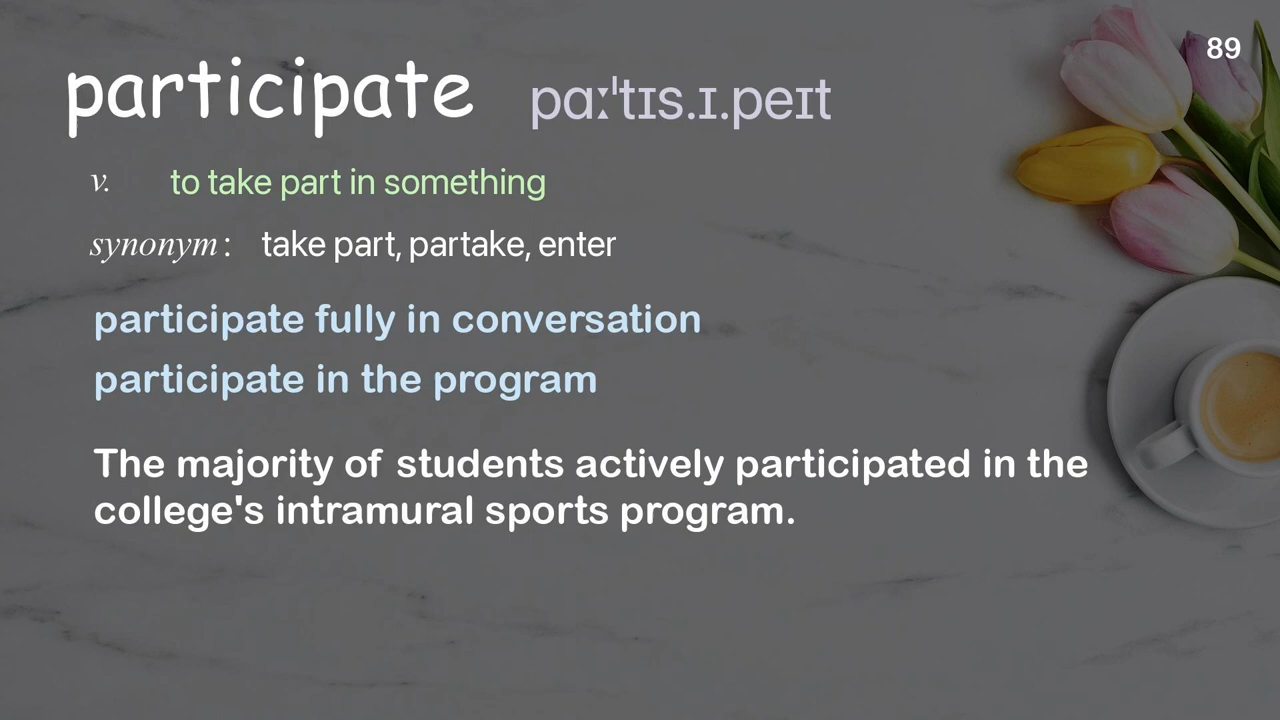 89
participate pɑːˈtɪs.ɪ.peɪt
v. to take part in something
synonym : take part, partake, enter
participate fully in conversation
participate in the program
The majority of students actively participated in the
college's intramural sports program.